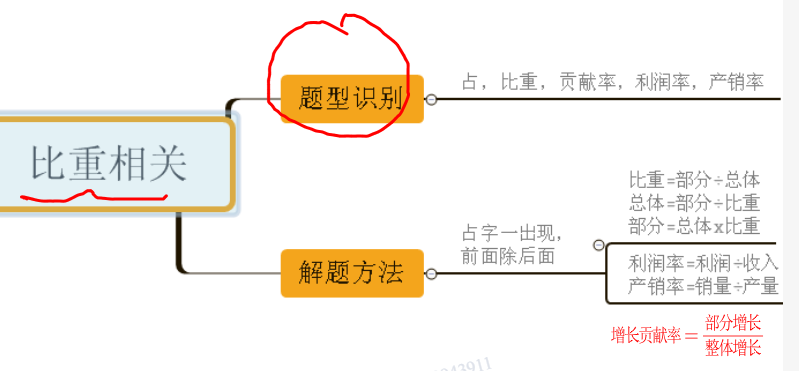 占，比重，贡献率，利润率，产销率
题型识别
比重相关
比重=部分÷总体
总体=部分÷比重
部分=总体x比重
占字一出现，
前面除后面
解题方法
利润率=利润÷收入
产销率=销量÷产量
增长贡献率=部分增长/整体增长
43911